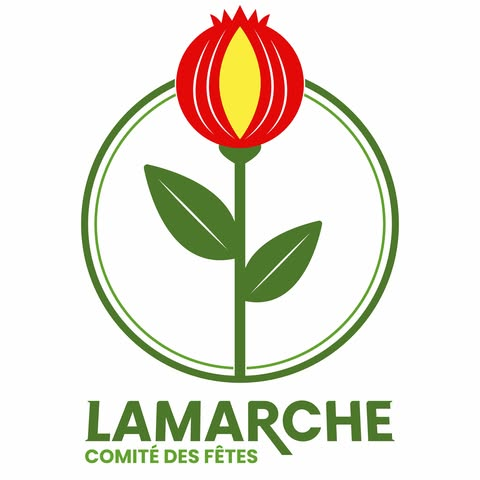 LAMARCHE
COMITÉ DES FÊTES